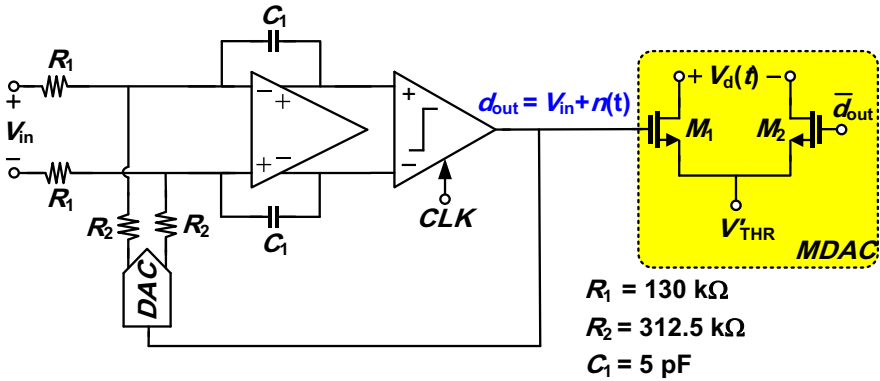 C1
R1
+
Vin
−
R1
− +
+ −
+
−
C1
R2
R2
DAC
CLK
dout = Vin+n(t)
+ Vd(t) −
M1
M2
d̅out
V'THR
MDAC
R1 = 130 kΩ
R2 = 312.5 kΩ
C1 = 5 pF